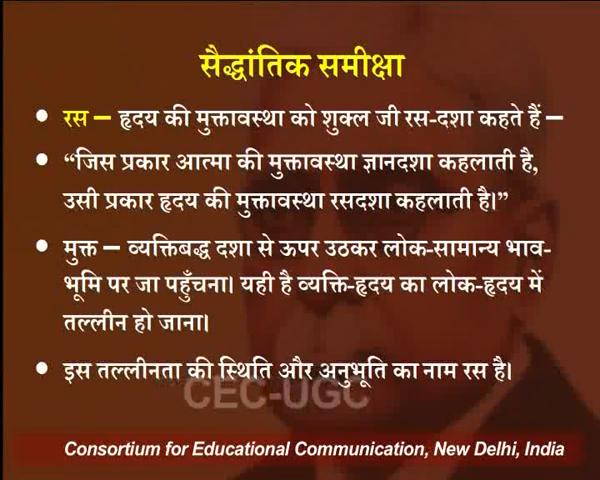 सैद्धांतिक समीक्षा
• रस – हृदय की मुक्तावस्था को शुक्ल जी रस-दशा कहते हैं –
• “जिस प्रकार आत्मा की मुक्तावस्था ज्ञानदशा कहलाती है,
उसी प्रकार हृदय की मुक्तावस्था रसदशा कहलाती है।”
• मुक्त – व्यक्तिबद्ध दशा से ऊपर उठकर लोक-सामान्य भाव-
भूमि पर जा पहुँचना। यही है व्यक्ति-हृदय का लोक-हृदय में
तल्लीन हो जाना।
• इस तल्लीनता की स्थिति और अनुभूति का नाम रस है।
CEC-UGC
Consortium for Educational Communication, New Delhi, India